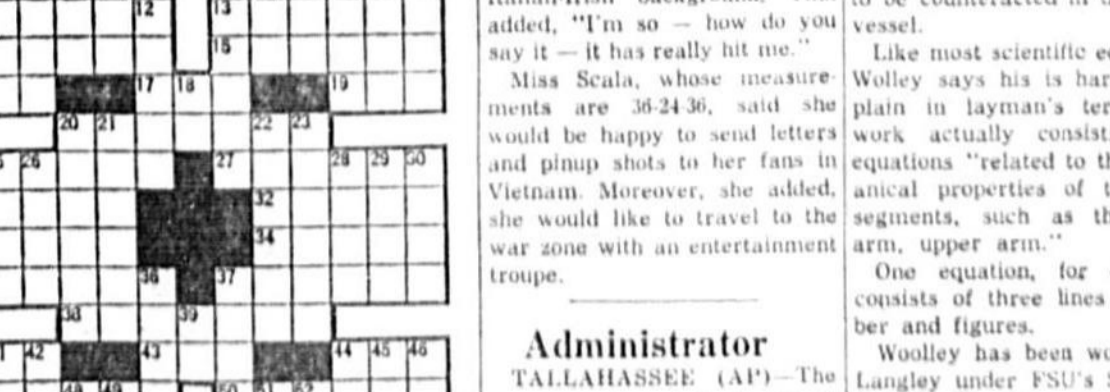 12 13
15
17 18 19
20 21 22 23
26 27 28 29 30
32
34
36 37
38 39
42 43 44 45 46
added, "I'm so — how do you
say it — it has really hit me."
Miss Scala, whose measure-
ments are 36-24-36, said she
would be happy to send letters
and pinup shots to her fans in
Vietnam. Moreover, she added,
she would like to travel to the
war zone with an entertainment
troupe.
Administrator
TALLAHASSEE (AP)—The
vessel.
Like most scientific
Wolley says his is
plain in layman's
work actually
equations "related to
anical properties of
segments, such as
arm, upper arm."
One equation, for
consists of three lines
ber and figures.
Woolley has been
Langley under FSU's